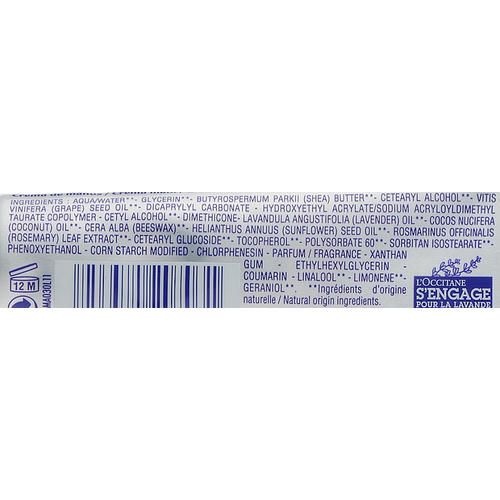 INGREDIENTS : AQUA/WATER**- GLYCERIN**- BUTYROSPERMUM PARKII (SHEA) BUTTER**- CETEARYL ALCOHOL**- VITIS
VINIFERA (GRAPE) SEED OIL**- DICAPRYLYL CARBONATE - HYDROXYETHYL ACRYLATE/SODIUM ACRYLOYLDIMETHYL
TAURATE COPOLYMER - CETYL ALCOHOL**- DIMETHICONE- LAVANDULA ANGUSTIFOLIA (LAVENDER) OIL**- COCOS NUCIFERA
(COCONUT) OIL**- CERA ALBA (BEESWAX)**- HELIANTHUS ANNUUS (SUNFLOWER) SEED OIL**- ROSMARINUS OFFICINALIS
(ROSEMARY) LEAF EXTRACT**- CETEARYL GLUCOSIDE**- TOCOPHEROL**- POLYSORBATE 60**- SORBITAN ISOSTEARATE**-
PHENOXYETHANOL - CORN STARCH MODIFIED - CHLORPHENESIN - PARFUM / FRAGRANCE - XANTHAN
GUM - ETHYLHEXYLGLYCERIN -
COUMARIN - LINALOOL** - LIMONENE**-
GERANIOL**. **Ingrédients d'origine
naturelle / Natural origin ingredients.
12 M
L'OCCITANE
S'ENGAGE
POUR LA LAVANDE